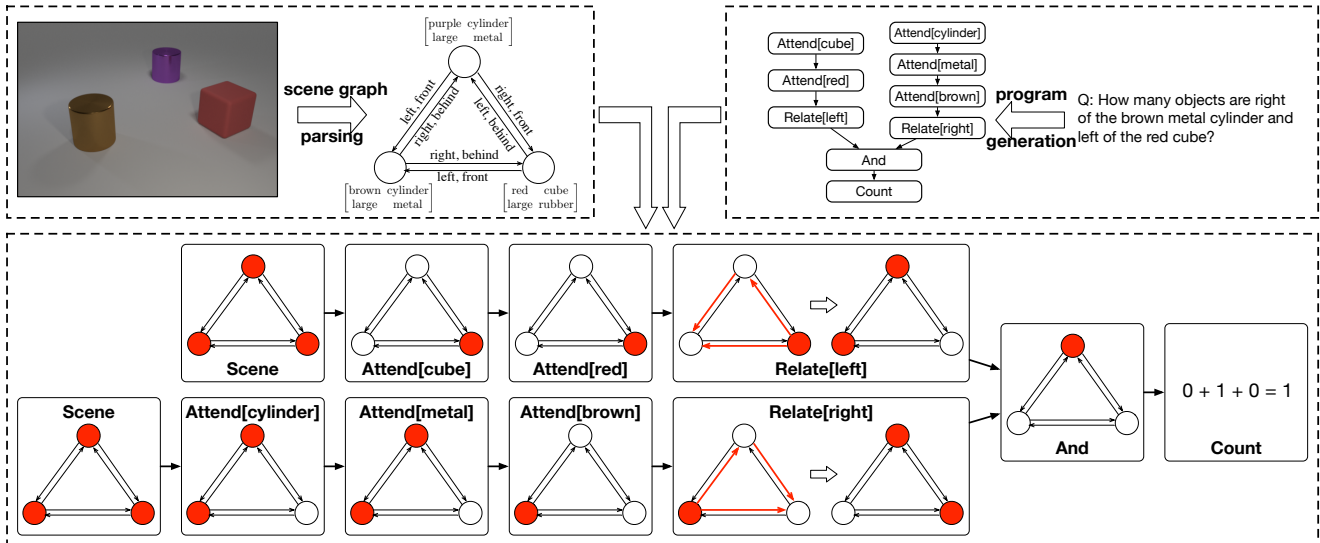 [purple cylinder
large metal]
scene graph
parsing
left, front
right, behind
right, front
left, behind
right, behind
left, front
[brown cylinder
large metal]
[red cube
large rubber]
Attend[cube]
Attend[red]
Relate[left]
Attend[cylinder]
Attend[metal]
Attend[brown]
Relate[right]
And
Count
program
generation
Q: How many objects are right
of the brown metal cylinder and
left of the red cube?
Scene
Attend[cube]
Attend[red]
Relate[left]
Scene
Attend[cylinder]
Attend[metal]
Attend[brown]
Relate[right]
And
0 + 1 + 0 = 1
Count